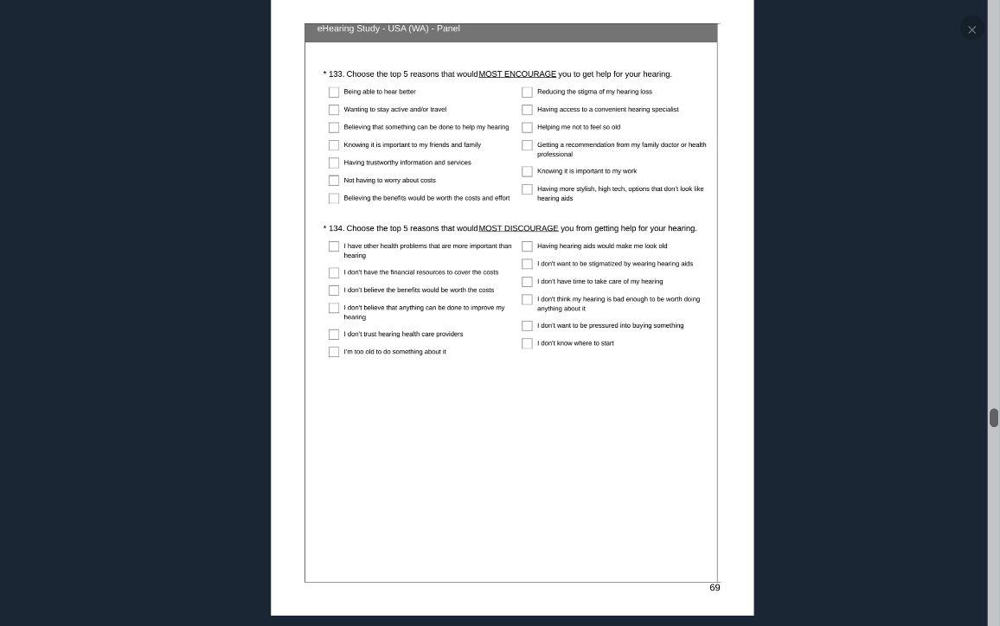 eHearing Study - USA (WA) - Panel
* 133. Choose the top 5 reasons that would MOST ENCOURAGE you to get help for your hearing.
Being able to hear better
Wanting to stay active and/or travel
Believing that something can be done to help my hearing
Knowing it is important to my friends and family
Having trustworthy information and services
Not having to worry about costs
Believing the benefits would be worth the costs and effort
Reducing the stigma of my hearing loss
Having access to a convenient hearing specialist
Helping me not to feel so old
Getting a recommendation from my family doctor or health
professional
Knowing it is important to my work
Having more stylish, high tech, options that don't look like
hearing aids
* 134. Choose the top 5 reasons that would MOST DISCOURAGE you from getting help for your hearing.
I have other health problems that are more important than
hearing
I don't have the financial resources to cover the costs
I don't believe the benefits would be worth the costs
I don't believe that anything can be done to improve my
hearing
I don't trust hearing health care providers
I'm too old to do something about it
Having hearing aids would make me look old
I don't want to be stigmatized by wearing hearing aids
I don't have time to take care of my hearing
I don't think my hearing is bad enough to be worth doing
anything about it
I don't want to be pressured into buying something
I don't know where to start
69